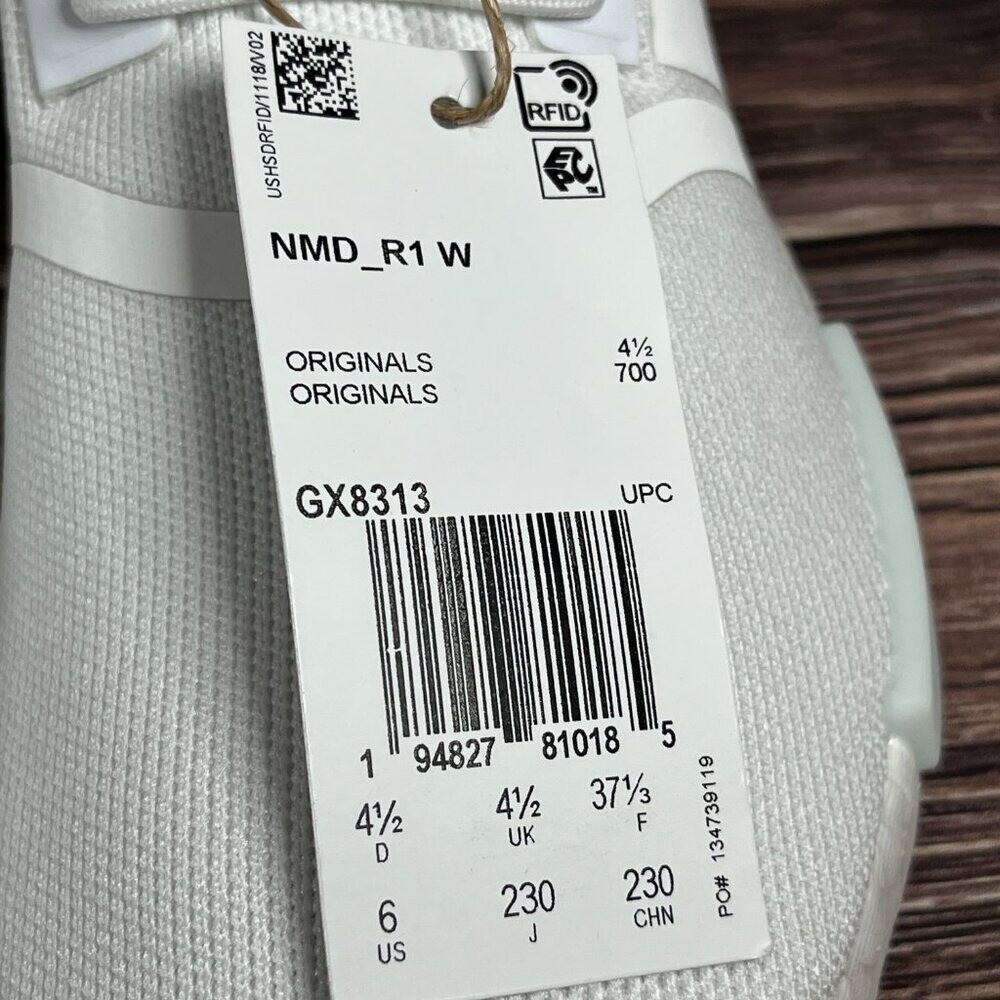 USHSDRFID/1118/V02
RFID
EPC™
NMD_R1 W
ORIGINALS 4½
ORIGINALS 700
GX8313 UPC
1 94827 81018 5
4½ 4½ 37⅓
D UK F
6 230 230
US J CHN
PO# 134739119